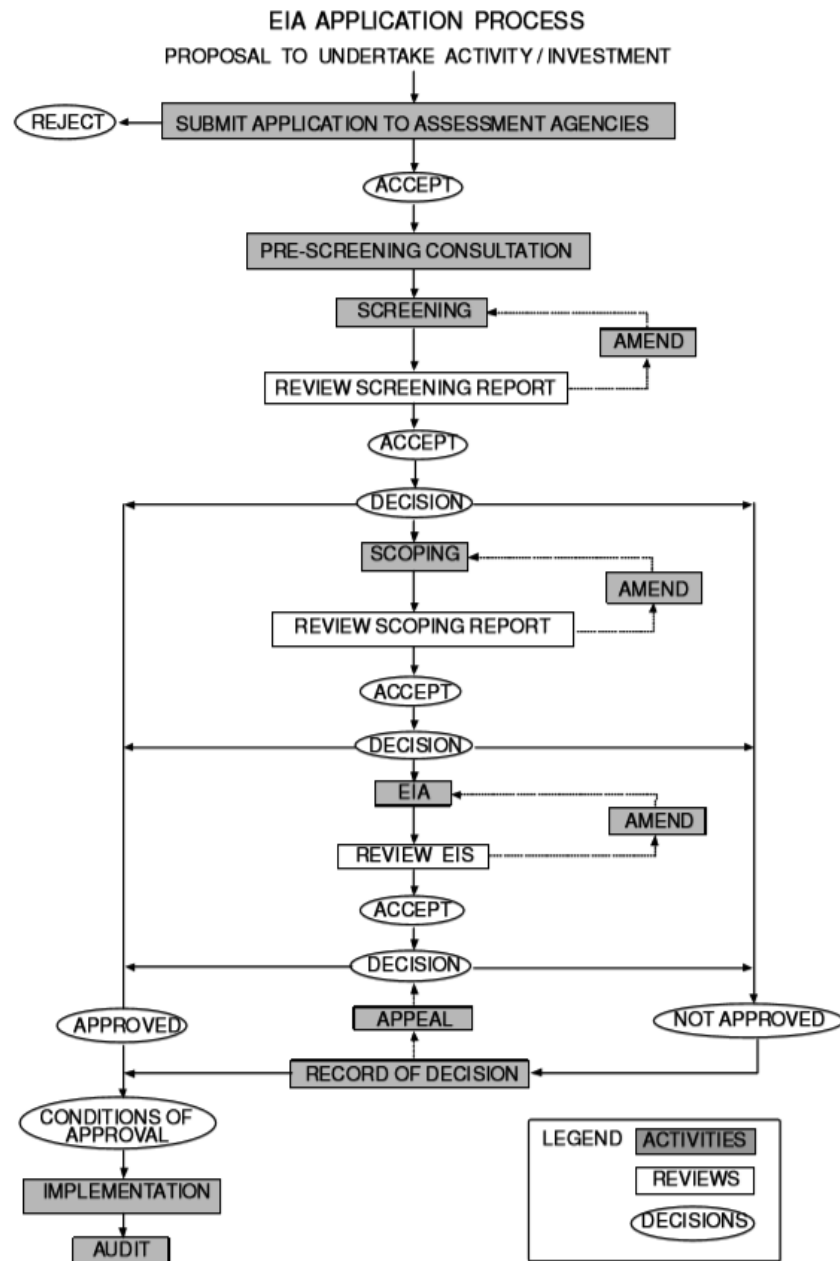 EIA APPLICATION PROCESS
PROPOSAL TO UNDERTAKE ACTIVITY / INVESTMENT
REJECT
SUBMIT APPLICATION TO ASSESSMENT AGENCIES
ACCEPT
PRE-SCREENING CONSULTATION
SCREENING
AMEND
REVIEW SCREENING REPORT
ACCEPT
DECISION
SCOPING
AMEND
REVIEW SCOPING REPORT
ACCEPT
DECISION
EIA
AMEND
REVIEW EIS
ACCEPT
DECISION
APPROVED
APPEAL
NOT APPROVED
RECORD OF DECISION
CONDITIONS OF
APPROVAL
IMPLEMENTATION
AUDIT
LEGEND
ACTIVITIES
REVIEWS
DECISIONS